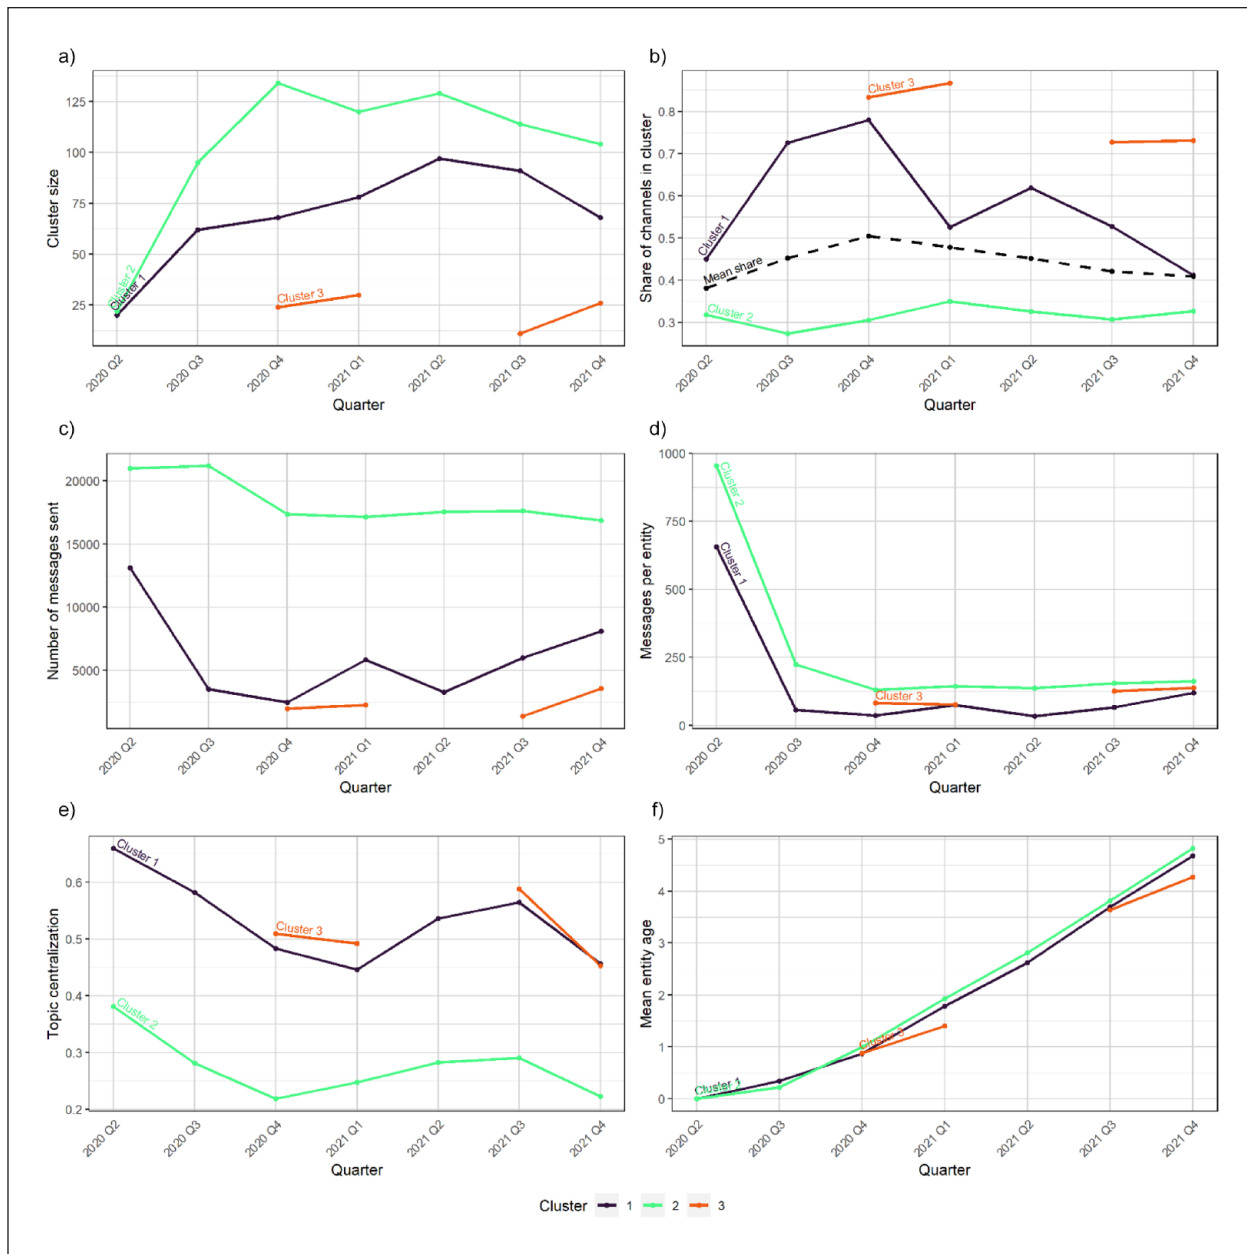 a)
Cluster size
125
100
75
50
25
Cluster 2
Cluster 1
Cluster 3
2020 Q2
2020 Q3
2020 Q4
2021 Q1
2021 Q2
2021 Q3
2021 Q4
Quarter
b)
Share of channels in cluster
0.8
0.7
0.6
0.5
0.4
0.3
Cluster 3
Cluster 1
Mean share
Cluster 2
2020 Q2
2020 Q3
2020 Q4
2021 Q1
2021 Q2
2021 Q3
2021 Q4
Quarter
c)
Number of messages sent
20000
15000
10000
5000
2020 Q2
2020 Q3
2020 Q4
2021 Q1
2021 Q2
2021 Q3
2021 Q4
Quarter
d)
Messages per entity
1000
750
500
250
0
Cluster 2
Cluster 1
Cluster 3
2020 Q2
2020 Q3
2020 Q4
2021 Q1
2021 Q2
2021 Q3
2021 Q4
Quarter
e)
Topic centralization
0.6
0.5
0.4
0.3
0.2
Cluster 1
Cluster 3
Cluster 2
2020 Q2
2020 Q3
2020 Q4
2021 Q1
2021 Q2
2021 Q3
2021 Q4
Quarter
f)
Mean entity age
5
4
3
2
1
0
Cluster 3
Cluster 1
Cluster 2
2020 Q2
2020 Q3
2020 Q4
2021 Q1
2021 Q2
2021 Q3
2021 Q4
Quarter
Cluster 1 2 3